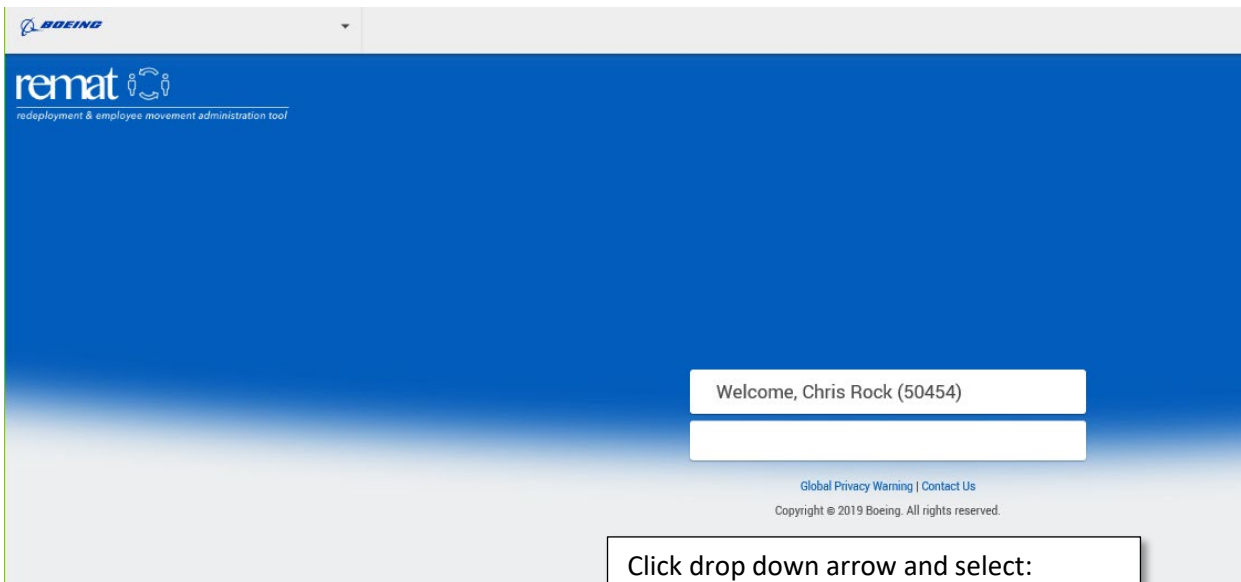 BOEING
remat
redeployment & employee movement administration tool
Welcome, Chris Rock (50454)
Global Privacy Warning | Contact Us
Copyright © 2019 Boeing. All rights reserved.
Click drop down arrow and select: